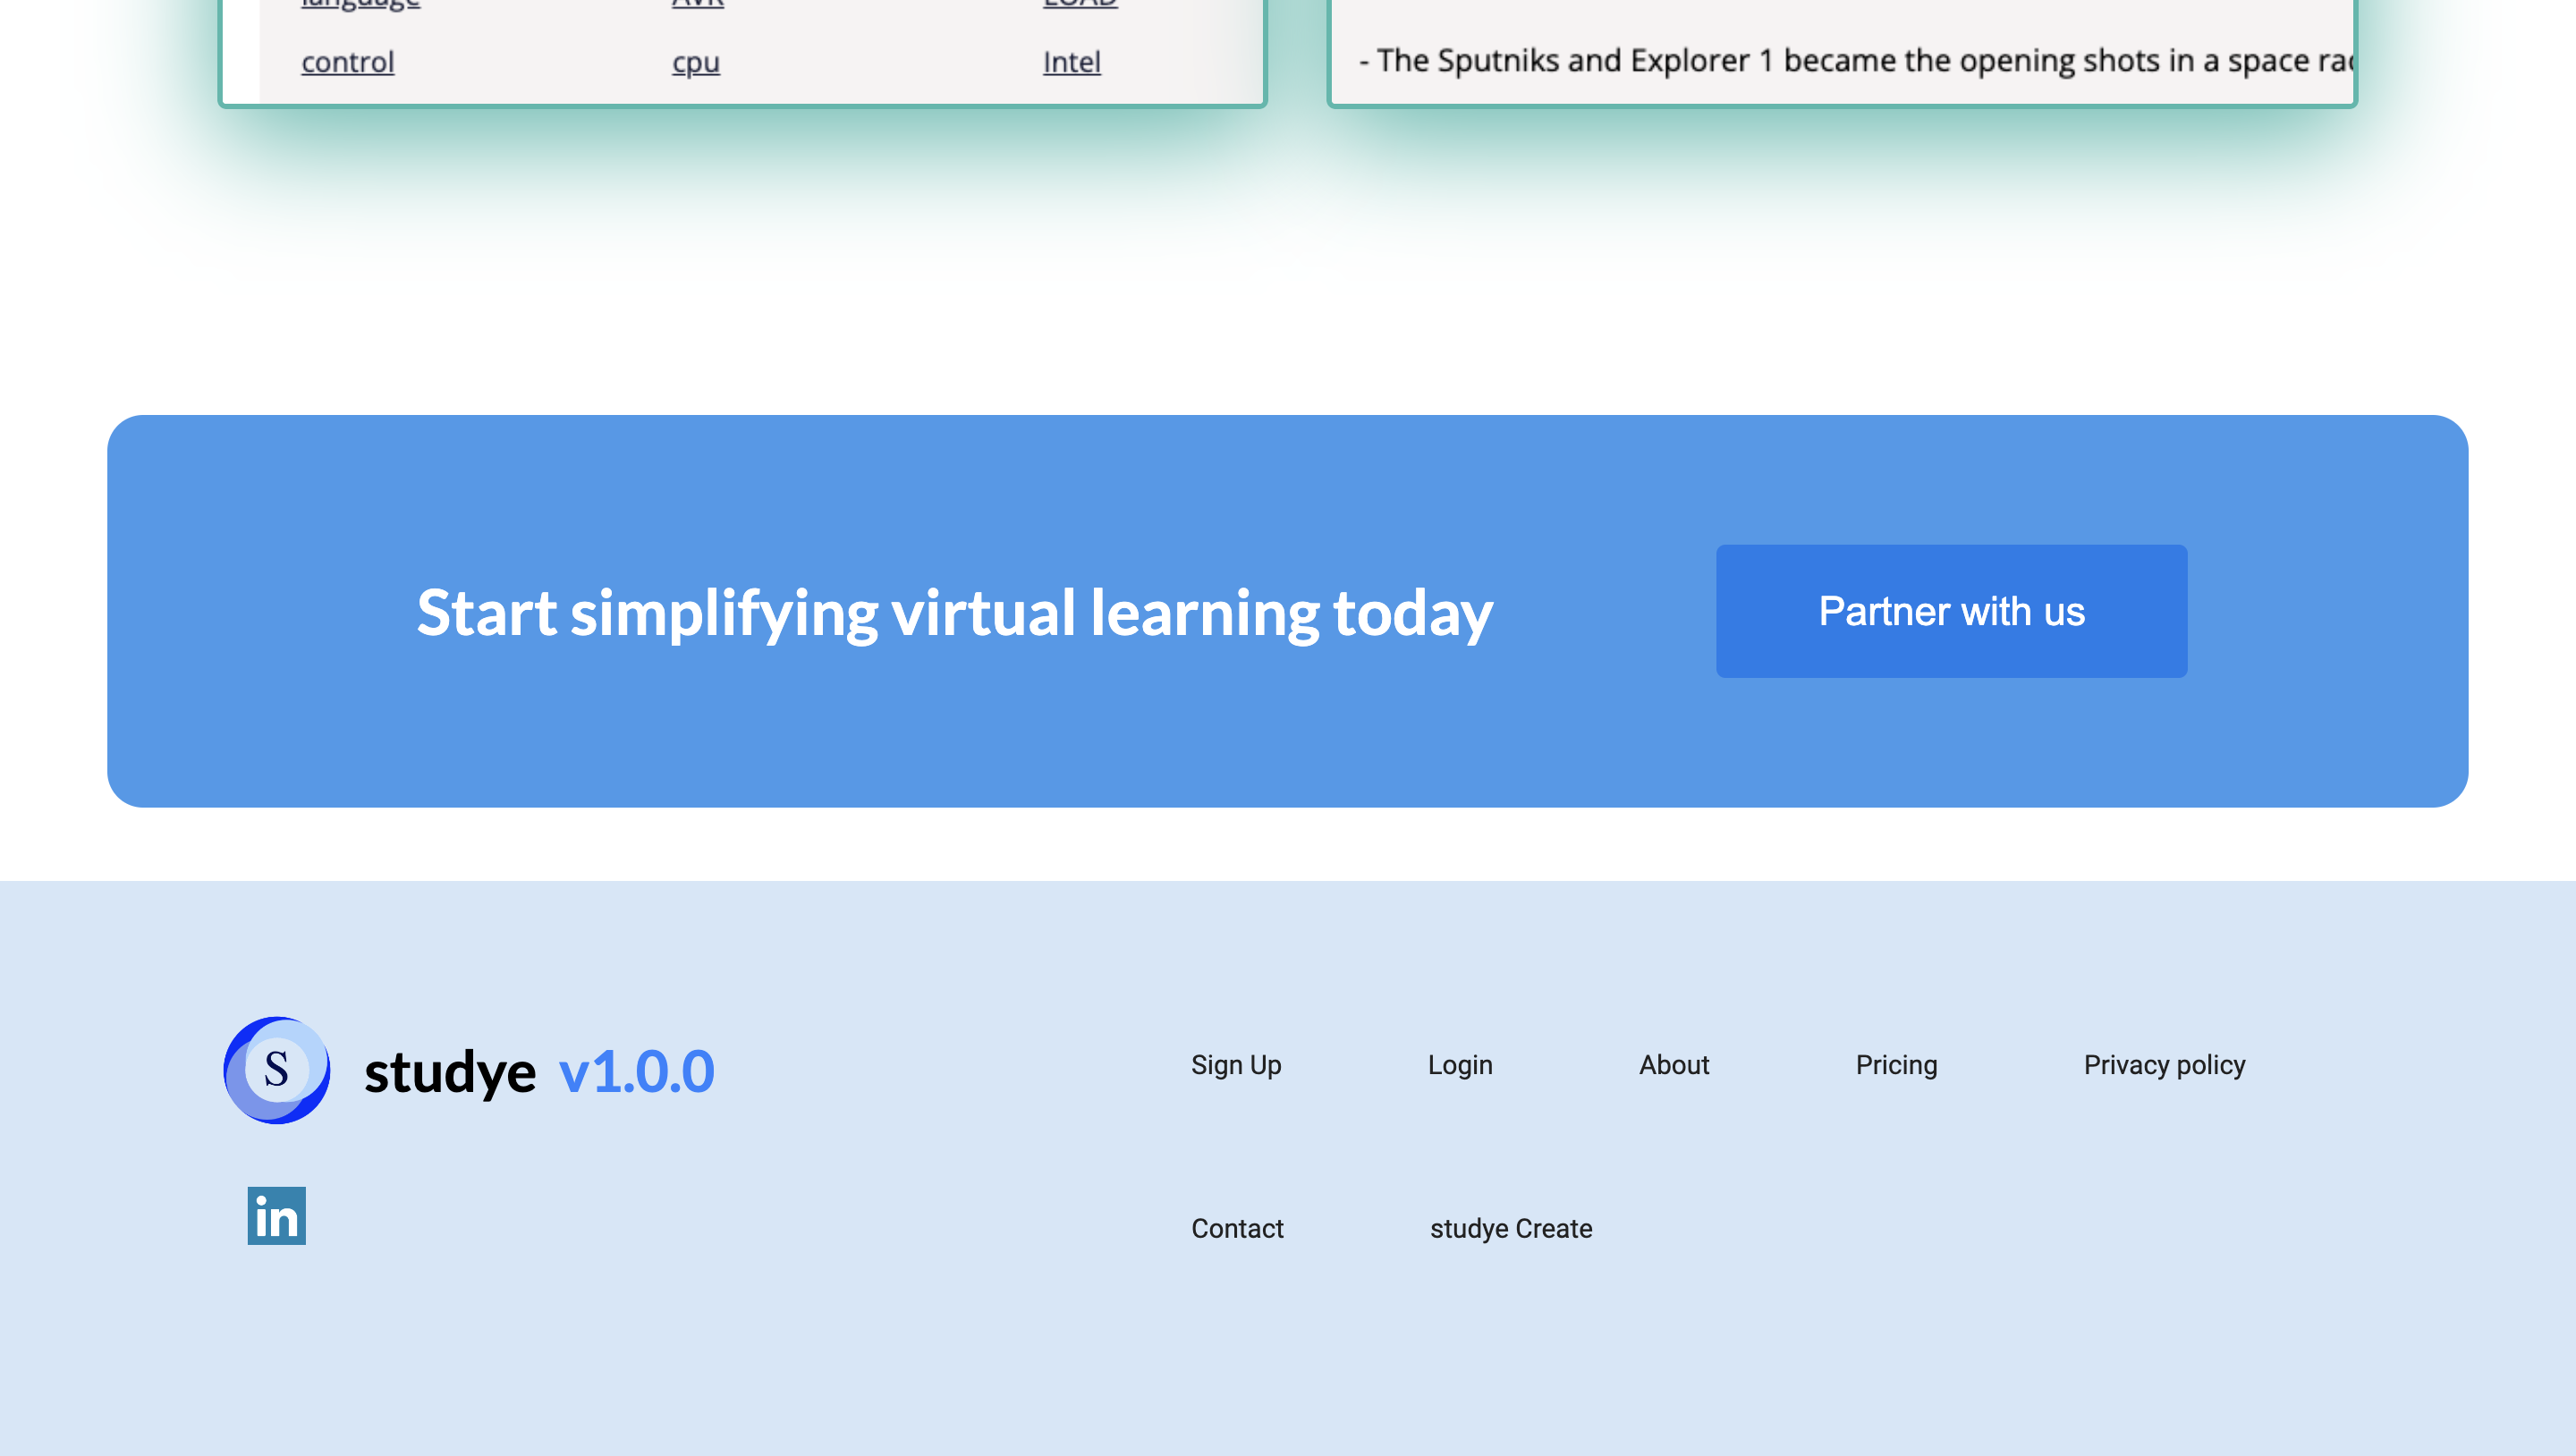 language AVR LOAD
control cpu Intel
- The Sputniks and Explorer 1 became the opening shots in a space
Start simplifying virtual learning today
Partner with us
S
studye v1.0.0
in
Sign Up Login About Pricing Privacy policy
Contact studye Create